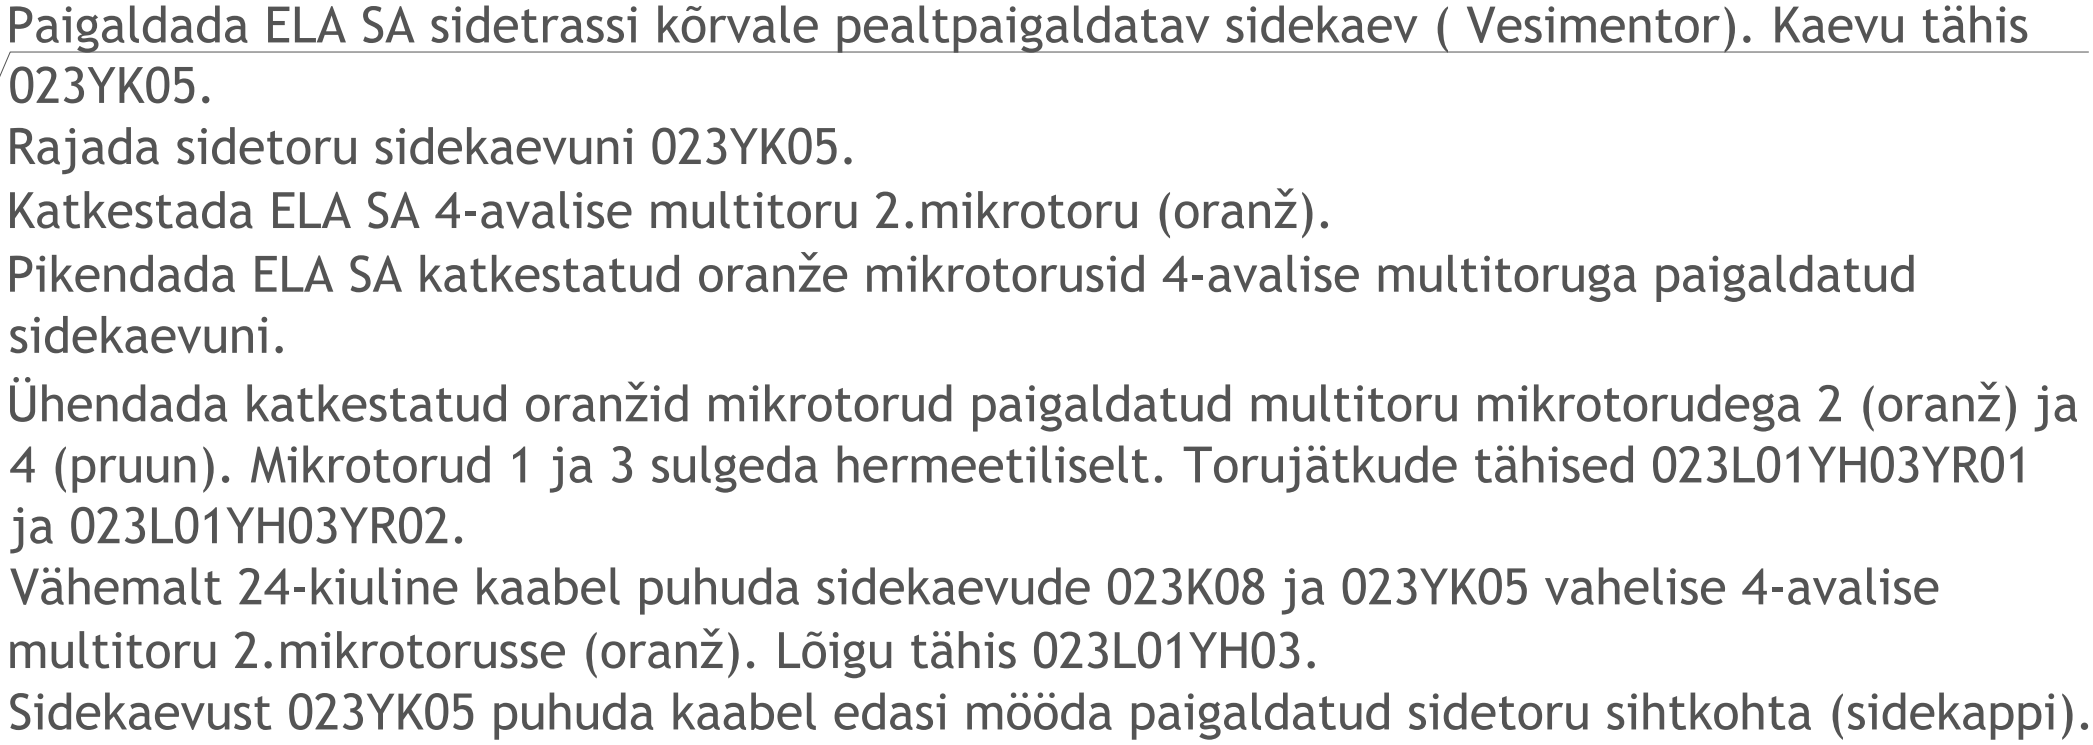 Paigaldada ELA SA sidetrassi kõrvale pealtpaigaldatav sidekaev ( Vesimentor). Kaevu tähis
023YK05.
Rajada sidetoru sidekaevuni 023YK05.
Katkestada ELA SA 4-avalise multitoru 2.mikrotoru (oranž).
Pikendada ELA SA katkestatud oranže mikrotorusid 4-avalise multitoruga paigaldatud
sidekaevuni.
Ühendada katkestatud oranžid mikrotorud paigaldatud multitoru mikrotorudega 2 (oranž) ja
4 (pruun). Mikrotorud 1 ja 3 sulgeda hermeetiliselt. Torujätkude tähised 023L01YH03YR01
ja 023L01YH03YR02.
Vähemalt 24-kiuline kaabel puhuda sidekaevude 023K08 ja 023YK05 vahelise 4-avalise
multitoru 2.mikrotorusse (oranž). Lõigu tähis 023L01YH03.
Sidekaevust 023YK05 puhuda kaabel edasi mööda paigaldatud sidetoru sihtkohta (sidekappi).